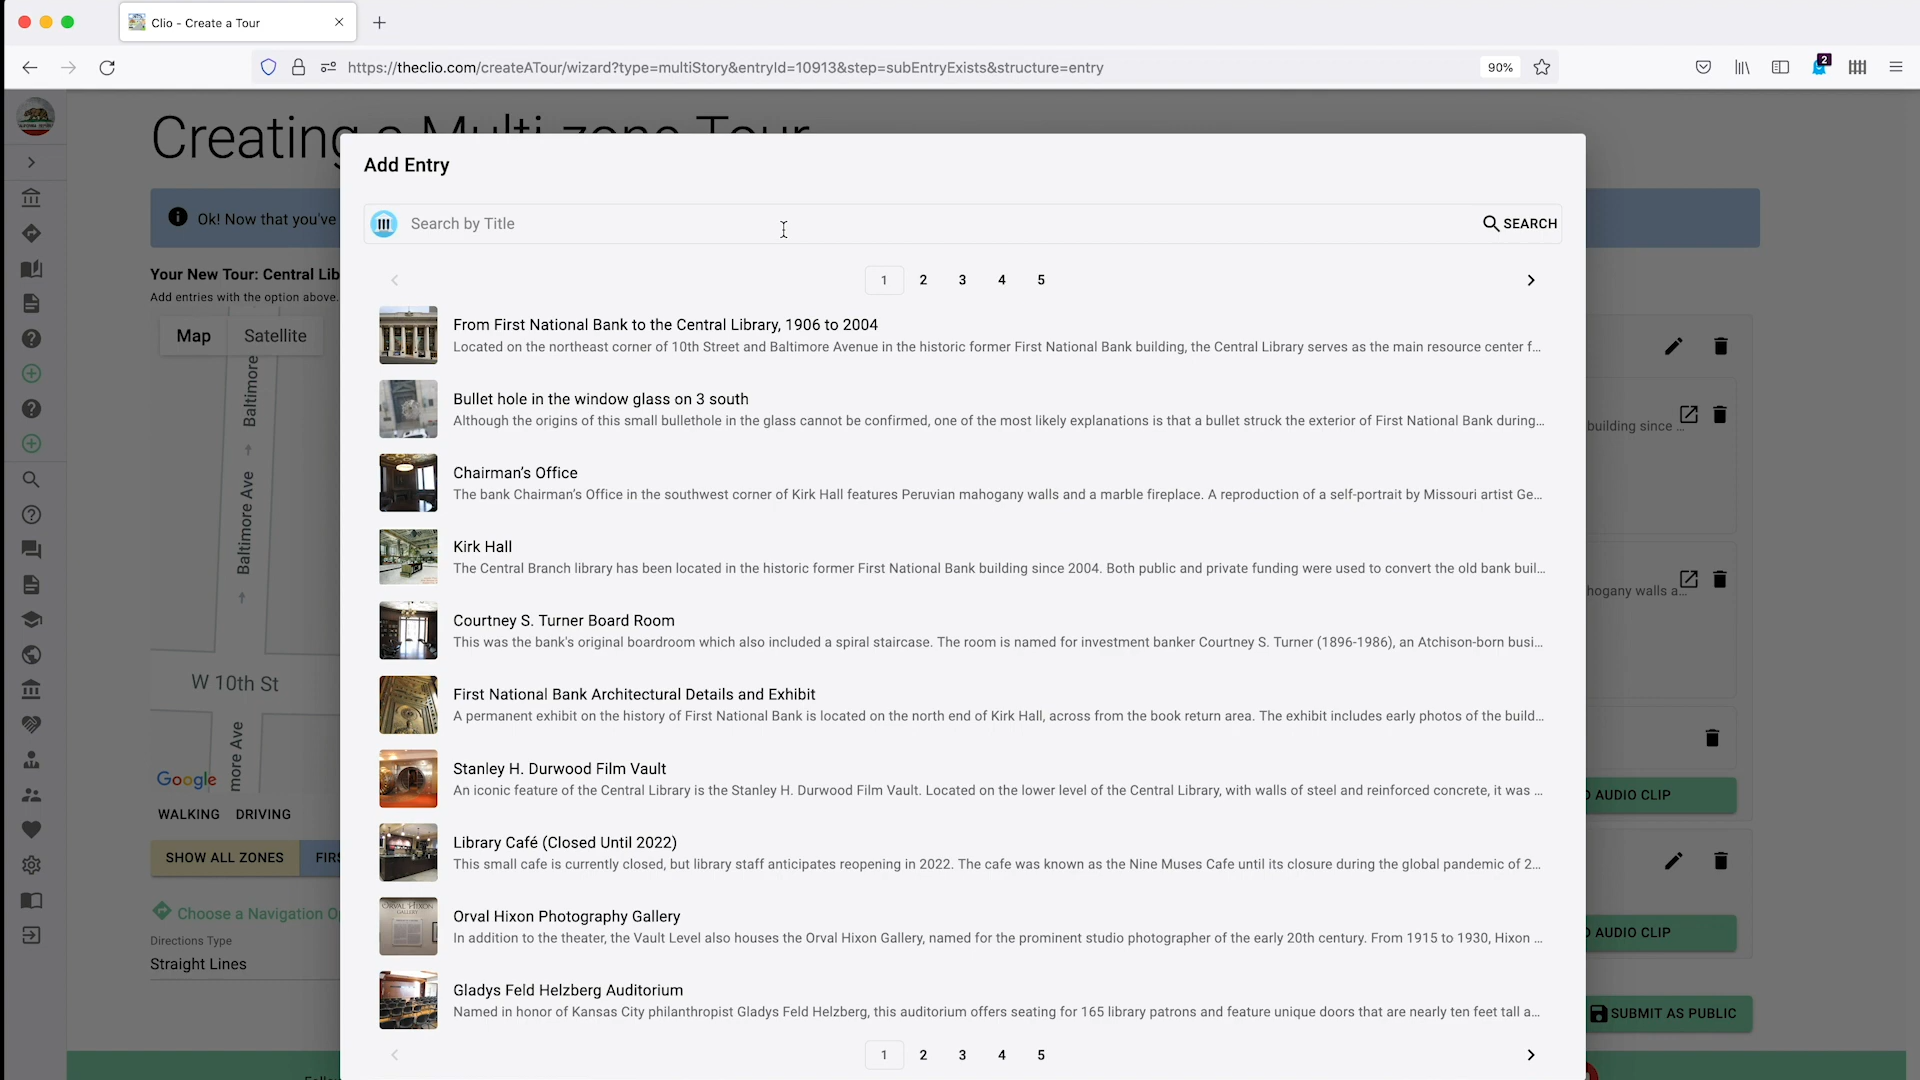 Clio - Create a Tour
https://theclio.com/createATour/wizard?type=multiStory&entryId=10913&step=subEntryExists&structure=entry
90%
2
Creating a Multi-zone Tour
Add Entry
Ok! Now that you've
Search by Title
SEARCH
Your New Tour: Central Lib
Add entries with the option above.
1 2 3 4 5
Map
Satellite
From First National Bank to the Central Library, 1906 to 2004
Located on the northeast corner of 10th Street and Baltimore Avenue in the historic former First National Bank building, the Central Library serves as the main resource center f...
Bullet hole in the window glass on 3 south
Although the origins of this small bullethole in the glass cannot be confirmed, one of the most likely explanations is that a bullet struck the exterior of First National Bank during...
building since ...
Baltimore
Chairman's Office
The bank Chairman's Office in the southwest corner of Kirk Hall features Peruvian mahogany walls and a marble fireplace. A reproduction of a self-portrait by Missouri artist Ge...
Baltimore Ave
Kirk Hall
The Central Branch library has been located in the historic former First National Bank building since 2004. Both public and private funding were used to convert the old bank buil...
hogany walls a...
Courtney S. Turner Board Room
This was the bank's original boardroom which also included a spiral staircase. The room is named for investment banker Courtney S. Turner (1896-1986), an Atchison-born busi...
W 10th St
First National Bank Architectural Details and Exhibit
A permanent exhibit on the history of First National Bank is located on the north end of Kirk Hall, across from the book return area. The exhibit includes early photos of the build...
more Ave
Stanley H. Durwood Film Vault
An iconic feature of the Central Library is the Stanley H. Durwood Film Vault. Located on the lower level of the Central Library, with walls of steel and reinforced concrete, it was ...
Google
AUDIO CLIP
WALKING
DRIVING
Library Café (Closed Until 2022)
This small cafe is currently closed, but library staff anticipates reopening in 2022. The cafe was known as the Nine Muses Cafe until its closure during the global pandemic of 2...
SHOW ALL ZONES
FIRS
Choose a Navigation O
Orval Hixon Photography Gallery
In addition to the theater, the Vault Level also houses the Orval Hixon Gallery, named for the prominent studio photographer of the early 20th century. From 1915 to 1930, Hixon ...
ORVAL HIXON
GALLERY
AUDIO CLIP
Directions Type
Straight Lines
Gladys Feld Helzberg Auditorium
Named in honor of Kansas City philanthropist Gladys Feld Helzberg, this auditorium offers seating for 165 library patrons and feature unique doors that are nearly ten feet tall a...
SUBMIT AS PUBLIC
1 2 3 4 5